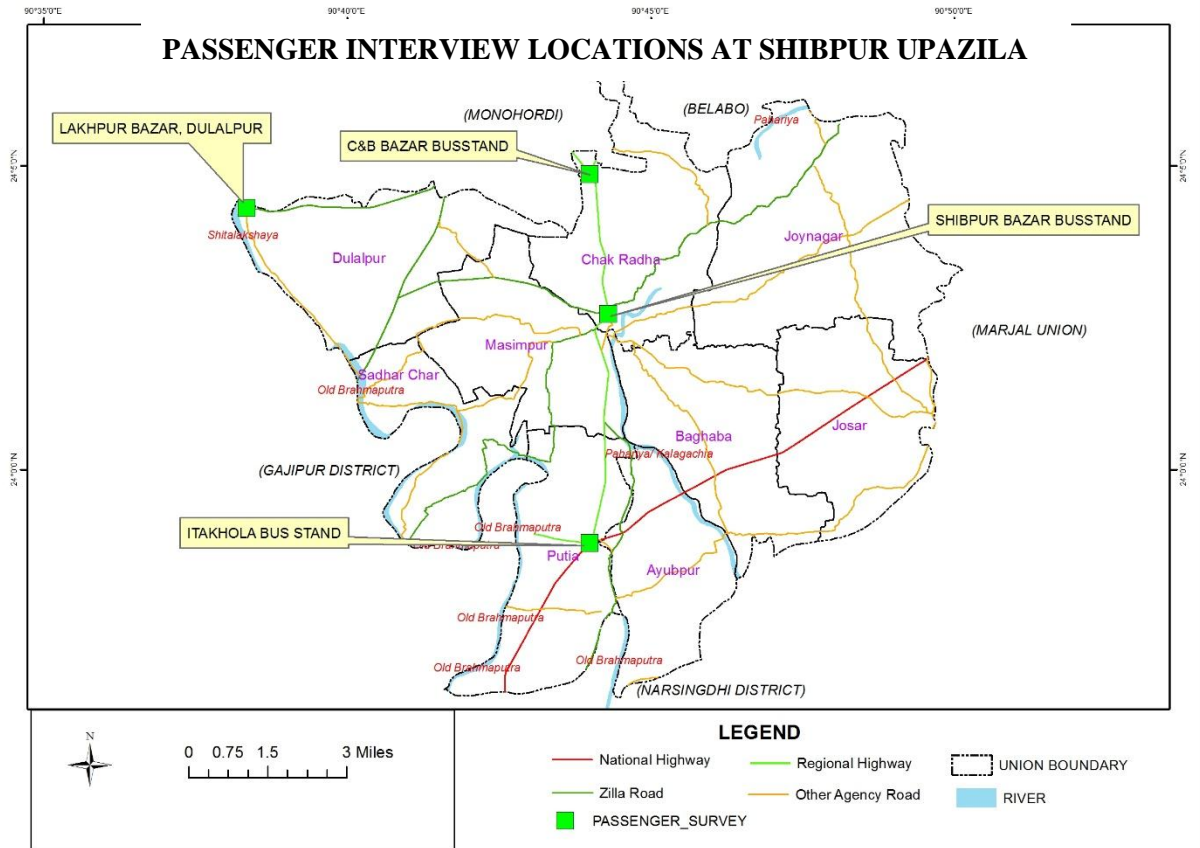 90°35'0"E
90°40'0"E
90°45'0"E
90°50'0"E
PASSENGER INTERVIEW LOCATIONS AT SHIBPUR UPAZILA
(MONOHORDI)
(BELABO)
LAKHPUR BAZAR, DULALPUR
C&B BAZAR BUSSTAND
Pahariya
24°5'0"N
24°5'0"N
SHIBPUR BAZAR BUSSTAND
Shitalakshaya
Dulalpur
Chak Radha
Joynagar
(MARJAL UNION)
Masimpur
Sadhar Char
Old Brahmaputra
Josar
Baghaba
Pahariya/ Kalagachia
(GAJIPUR DISTRICT)
24°0'0"N
24°0'0"N
ITAKHOLA BUS STAND
Old Brahmaputra
Old Brahmaputra
Putia
Ayubpur
Old Brahmaputra
Old Brahmaputra
Old Brahmaputra
(NARSINGDHI DISTRICT)
N
0 0.75 1.5 3 Miles
LEGEND
National Highway
Regional Highway
UNION BOUNDARY
Zilla Road
Other Agency Road
RIVER
PASSENGER_SURVEY